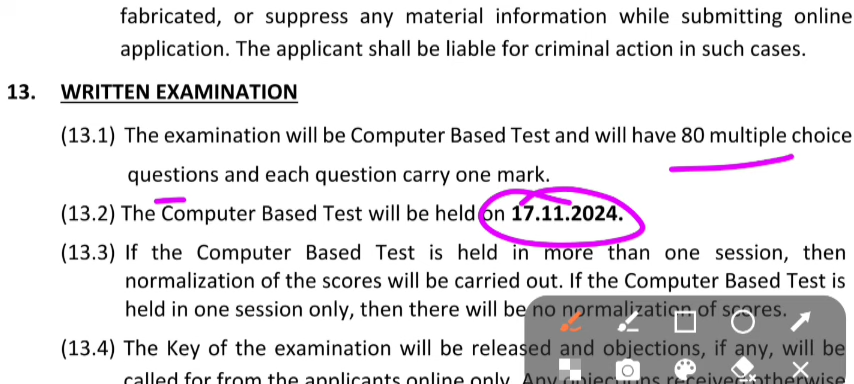 fabricated, or suppress any material information while submitting online
application. The applicant shall be liable for criminal action in such cases.
13. WRITTEN EXAMINATION
(13.1) The examination will be Computer Based Test and will have 80 multiple choice
questions and each question carry one mark.
(13.2) The Computer Based Test will be held on 17.11.2024.
(13.3) If the Computer Based Test is held in more than one session, then
normalization of the scores will be carried out. If the Computer Based Test is
held in one session only, then there will be no normalization of scores.
(13.4) The Key of the examination will be released and objections, if any, will be
called for from the applicants online only. Any objections received otherwise